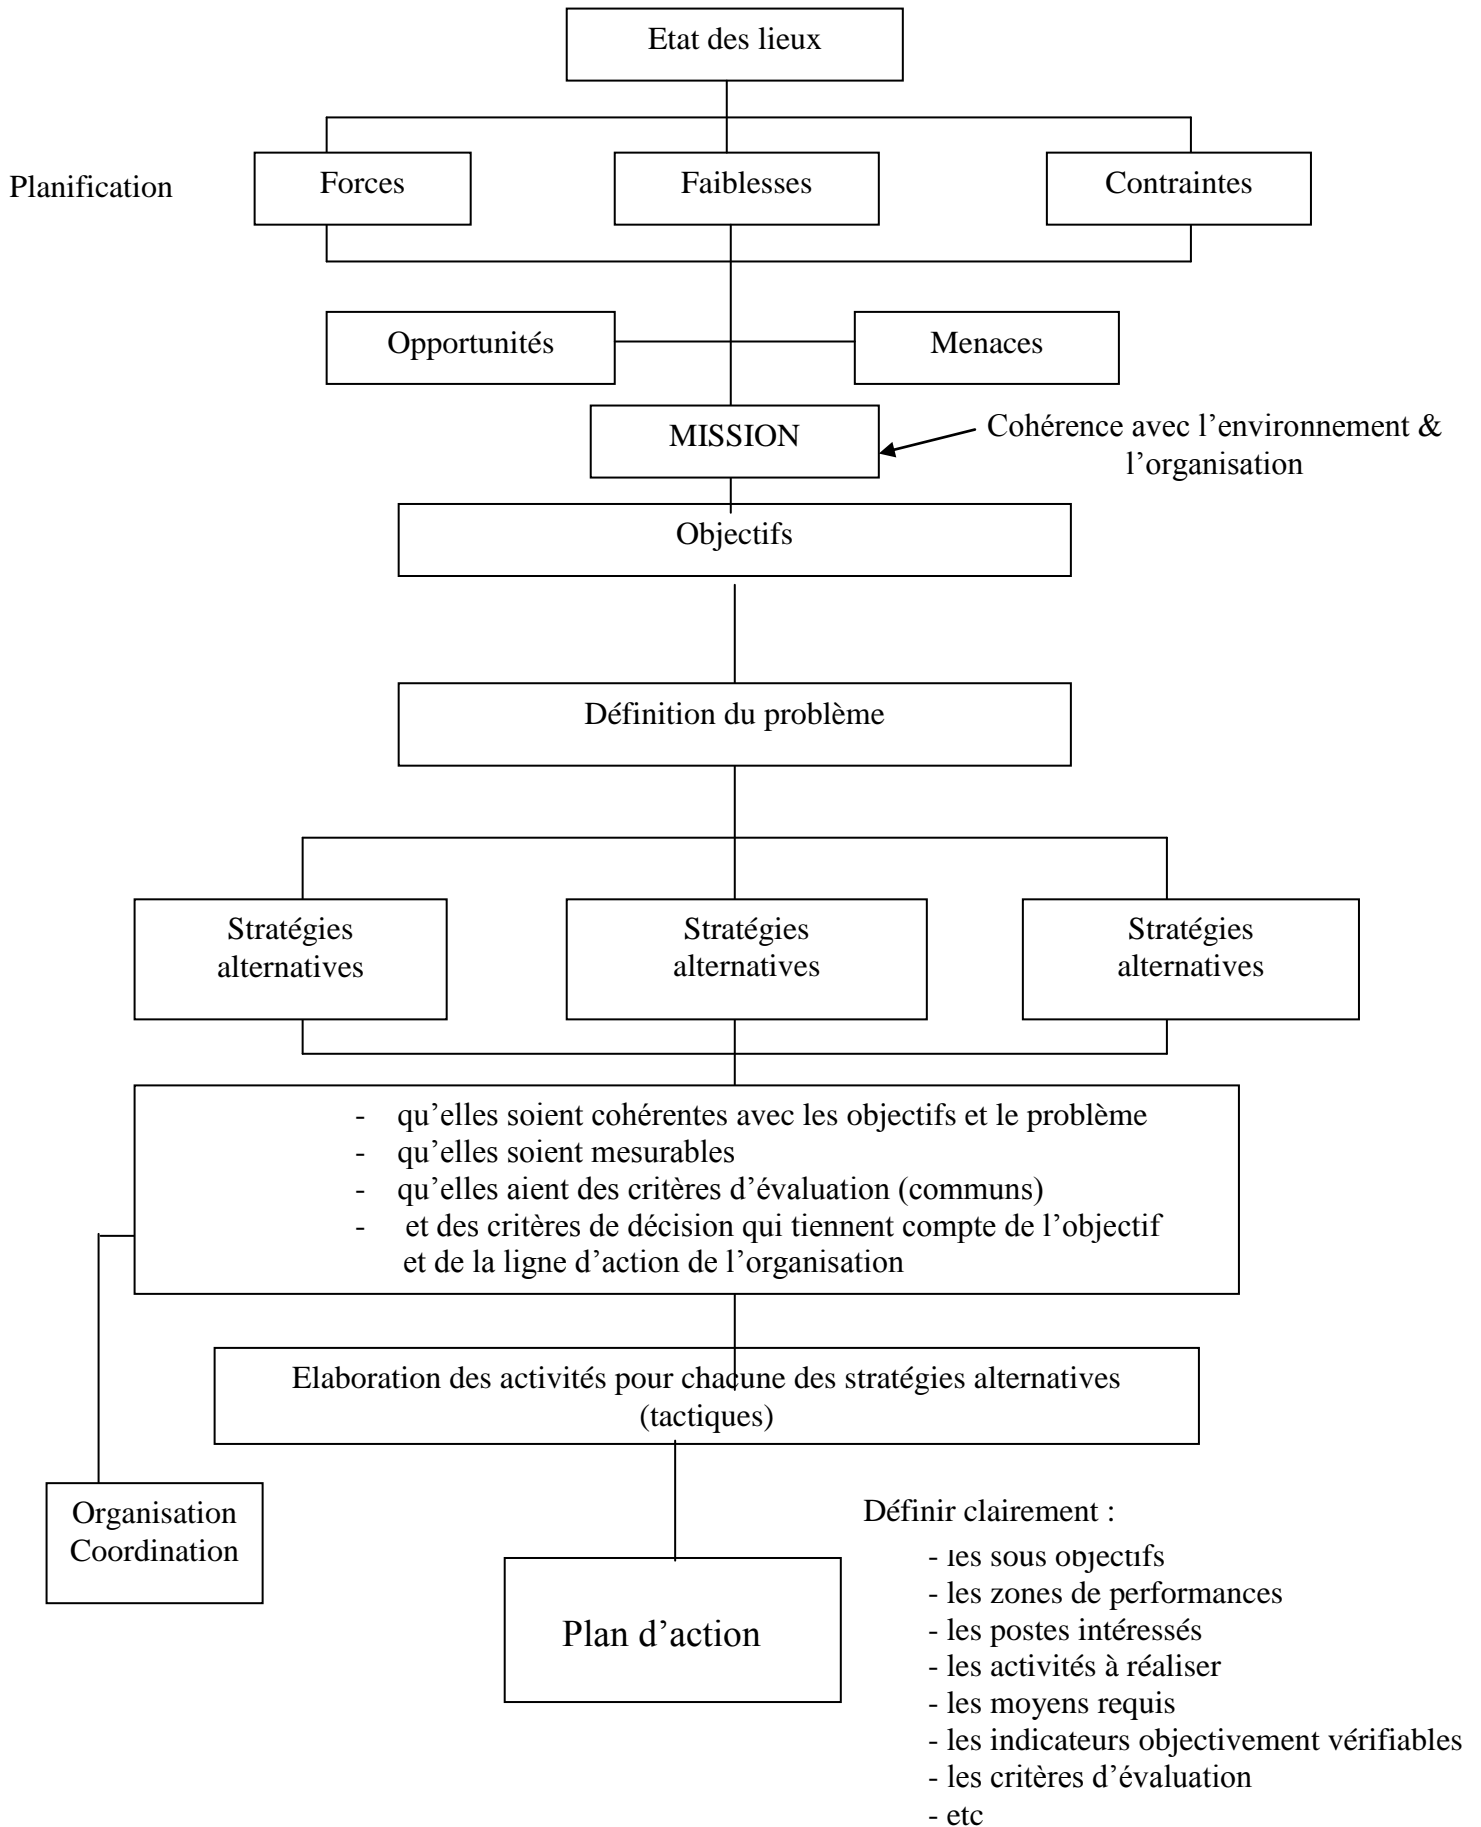 Etat des lieux
Planification
Forces
Faiblesses
Contraintes
Opportunités
Menaces
MISSION
Cohérence avec l’environnement &
l’organisation
Objectifs
Définition du problème
Stratégies
alternatives
Stratégies
alternatives
Stratégies
alternatives
- qu’elles soient cohérentes avec les objectifs et le problème
- qu’elles soient mesurables
- qu’elles aient des critères d’évaluation (communs)
- et des critères de décision qui tiennent compte de l’objectif
et de la ligne d’action de l’organisation
Elaboration des activités pour chacune des stratégies alternatives
(tactiques)
Organisation
Coordination
Plan d’action
Définir clairement :
- les sous objectifs
- les zones de performances
- les postes intéressés
- les activités à réaliser
- les moyens requis
- les indicateurs objectivement vérifiables
- les critères d’évaluation
- etc